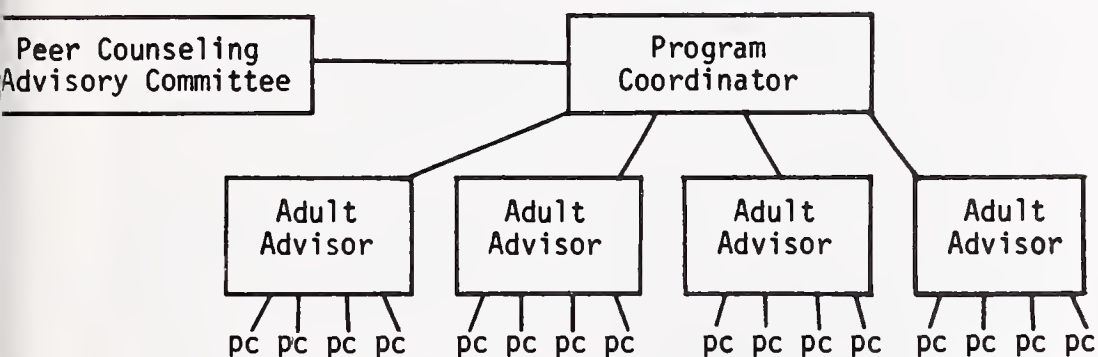 Peer Counseling
Advisory Committee
Program
Coordinator
Adult
Advisor
Adult
Advisor
Adult
Advisor
Adult
Advisor
pc pc pc pc pc pc pc pc pc pc pc pc pc pc pc pc